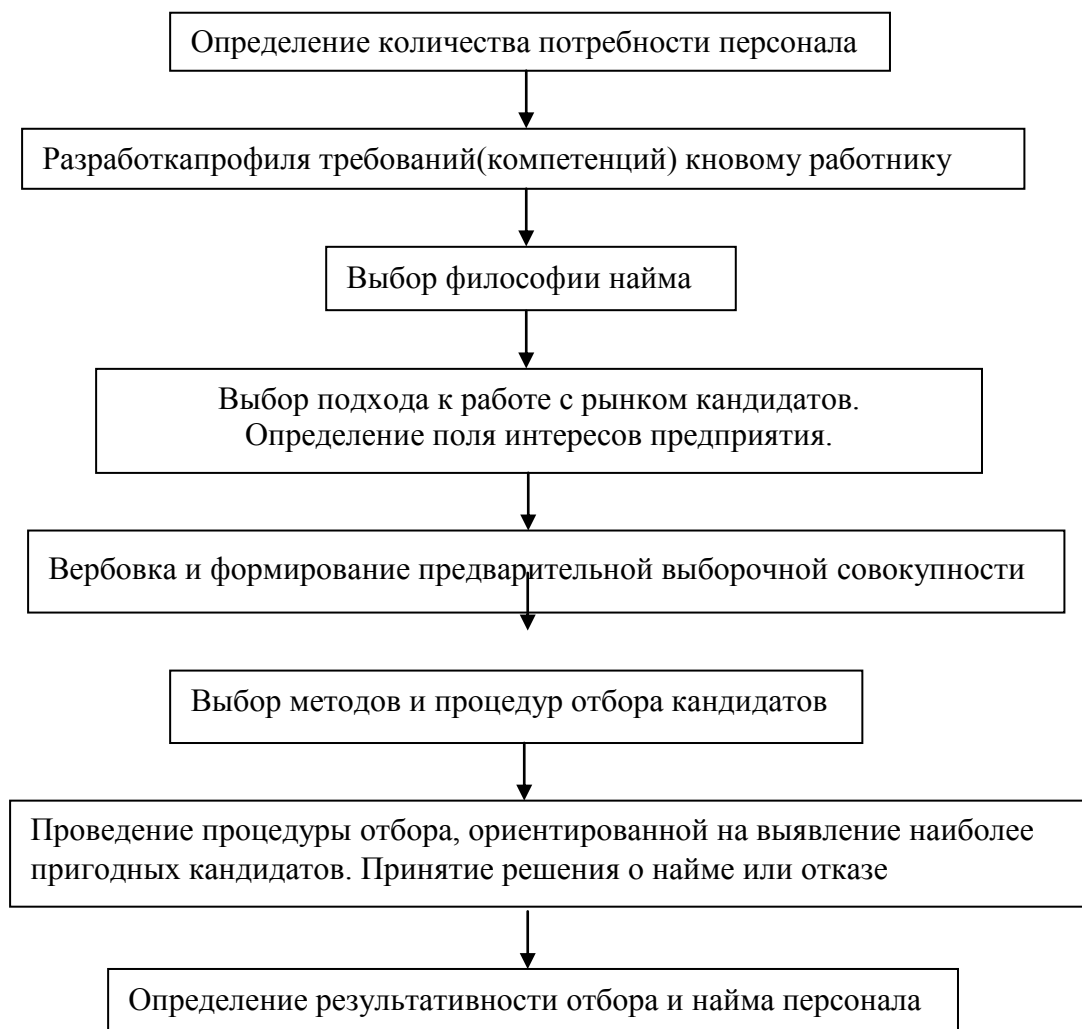 Определение количества потребности персонала
Разработкапрофиля требований(компетенций) кновому работнику
Выбор философии найма
Выбор подхода к работе с рынком кандидатов.
Определение поля интересов предприятия.
Вербовка и формирование предварительной выборочной совокупности
Выбор методов и процедур отбора кандидатов
Проведение процедуры отбора, ориентированной на выявление наиболее
пригодных кандидатов. Принятие решения о найме или отказе
Определение результативности отбора и найма персонала